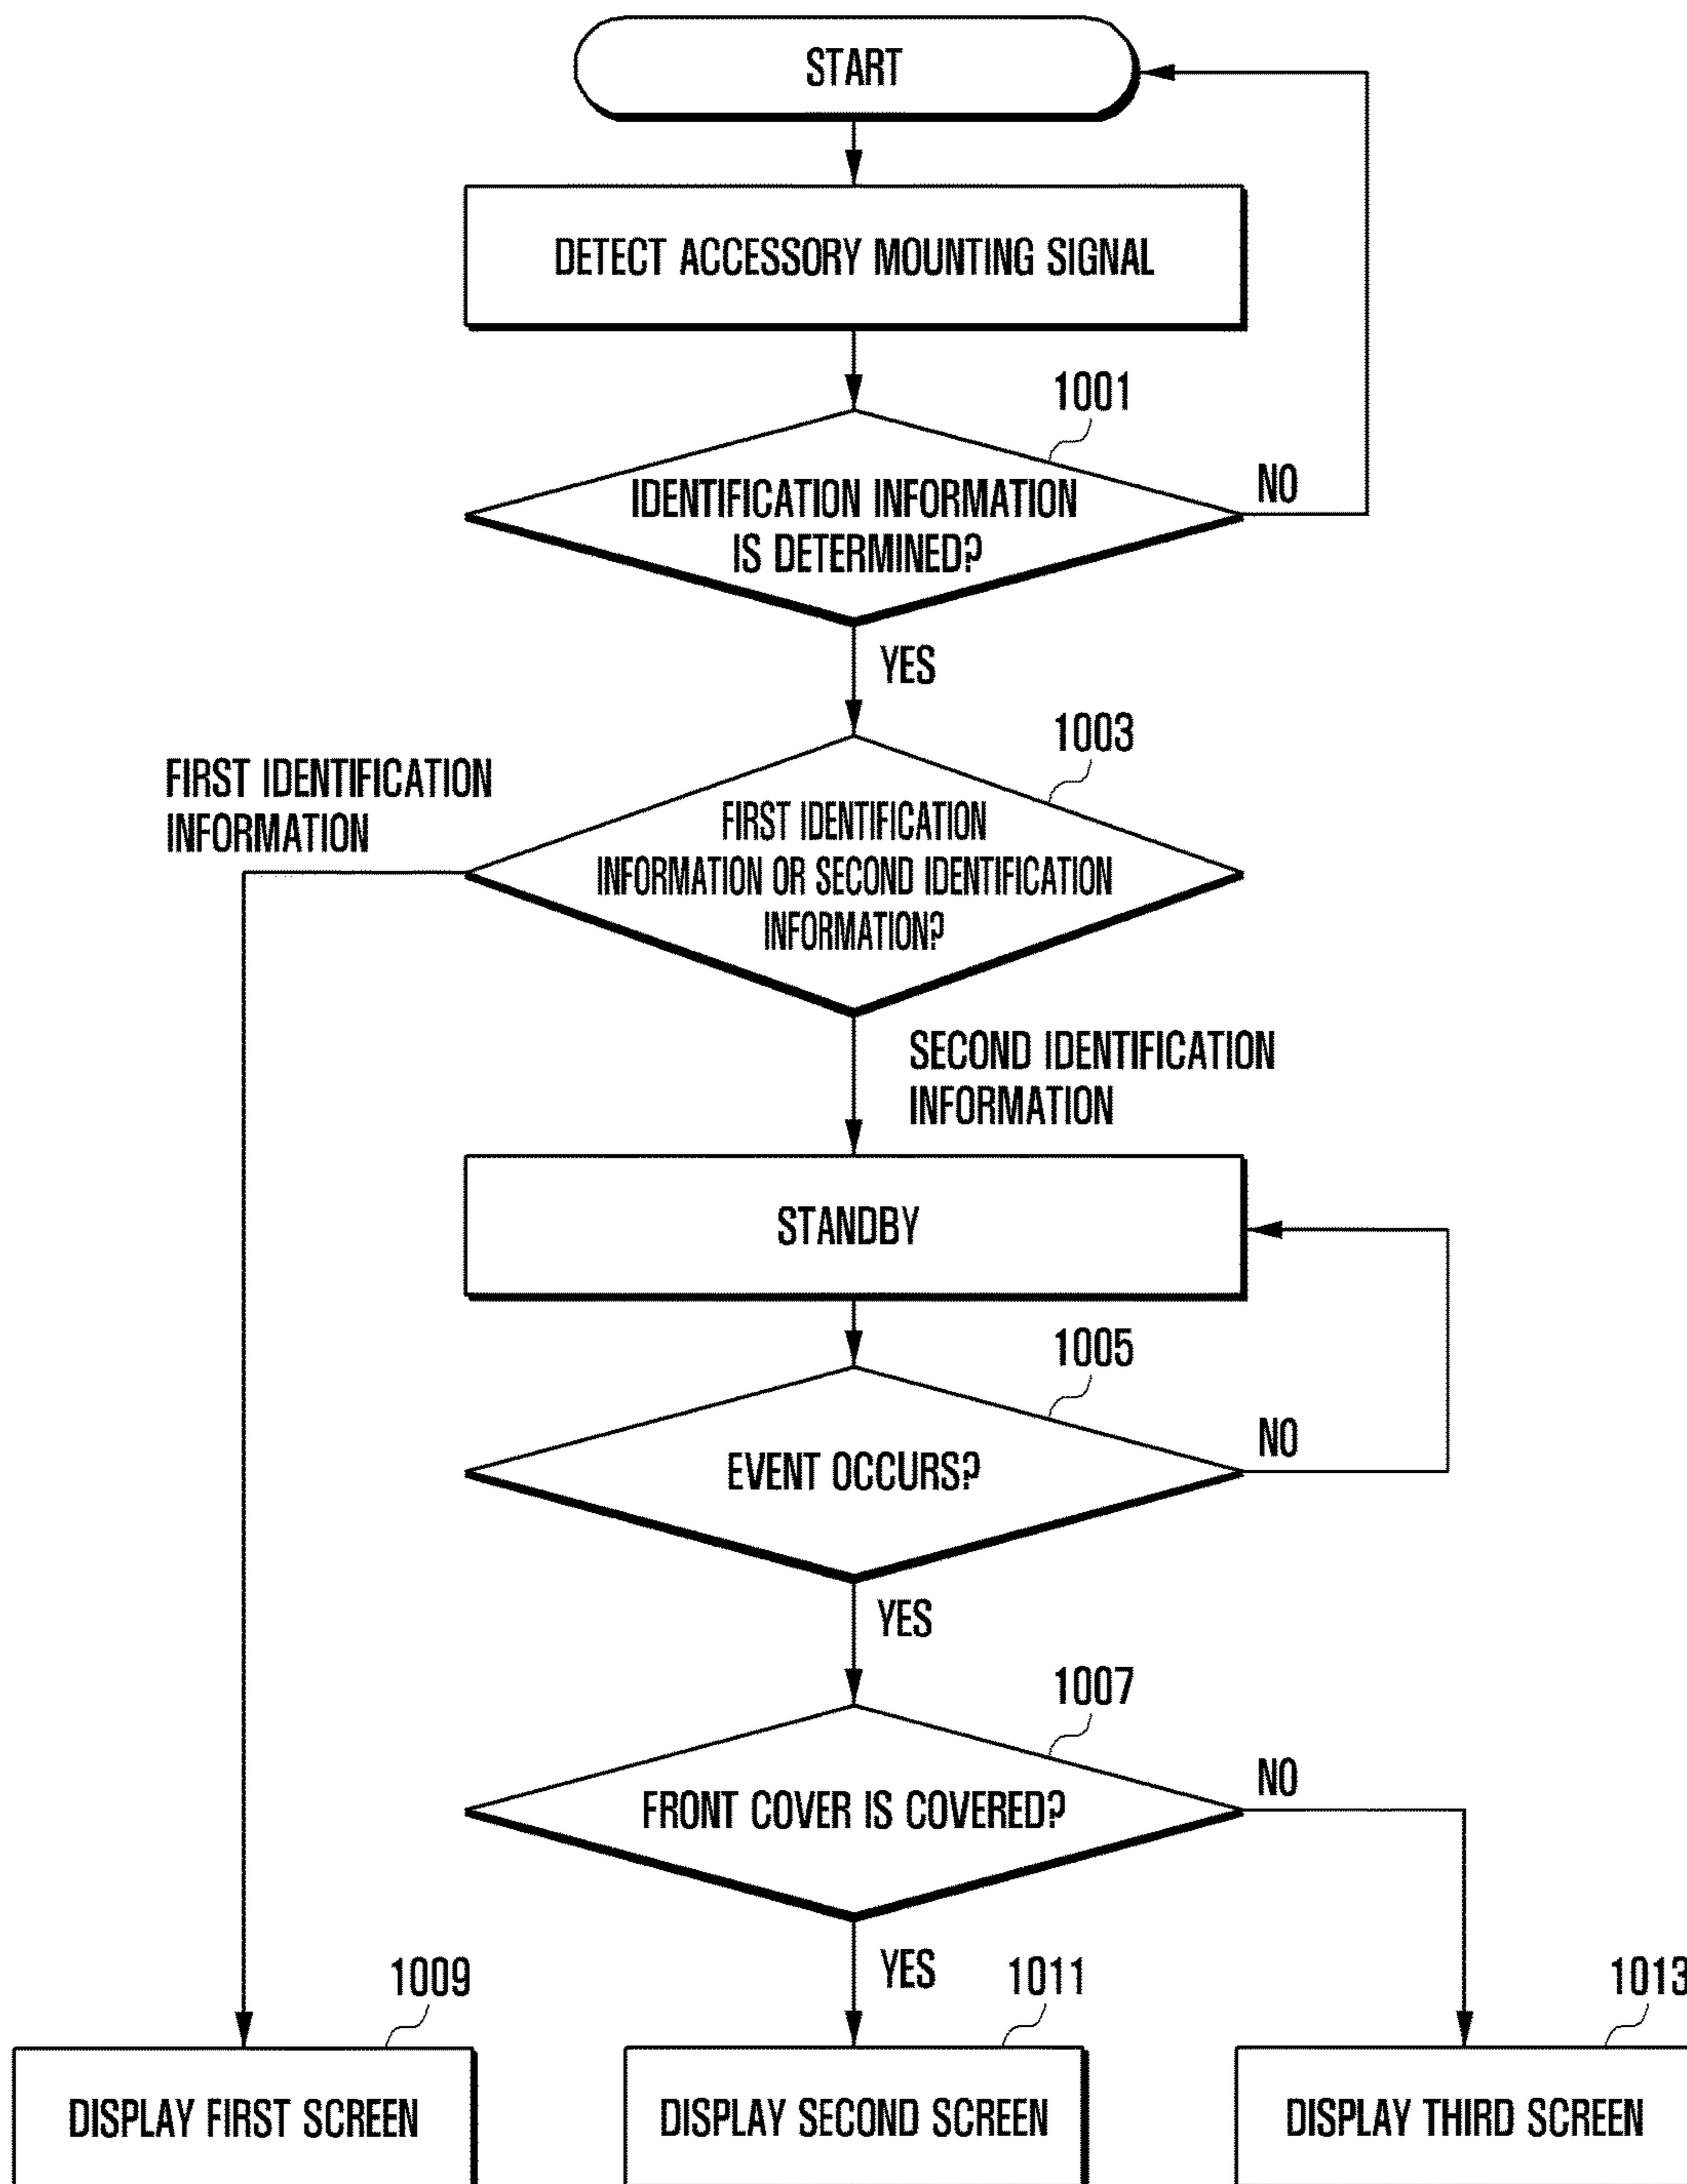 START
DETECT ACCESSORY MOUNTING SIGNAL
1001
IDENTIFICATION INFORMATION
IS DETERMINED?
NO
YES
1003
FIRST IDENTIFICATION
INFORMATION
FIRST IDENTIFICATION
INFORMATION OR SECOND IDENTIFICATION
INFORMATION?
SECOND IDENTIFICATION
INFORMATION
STANDBY
1005
EVENT OCCURS?
NO
YES
1007
FRONT COVER IS COVERED?
NO
YES
1009
1011
1013
DISPLAY FIRST SCREEN
DISPLAY SECOND SCREEN
DISPLAY THIRD SCREEN